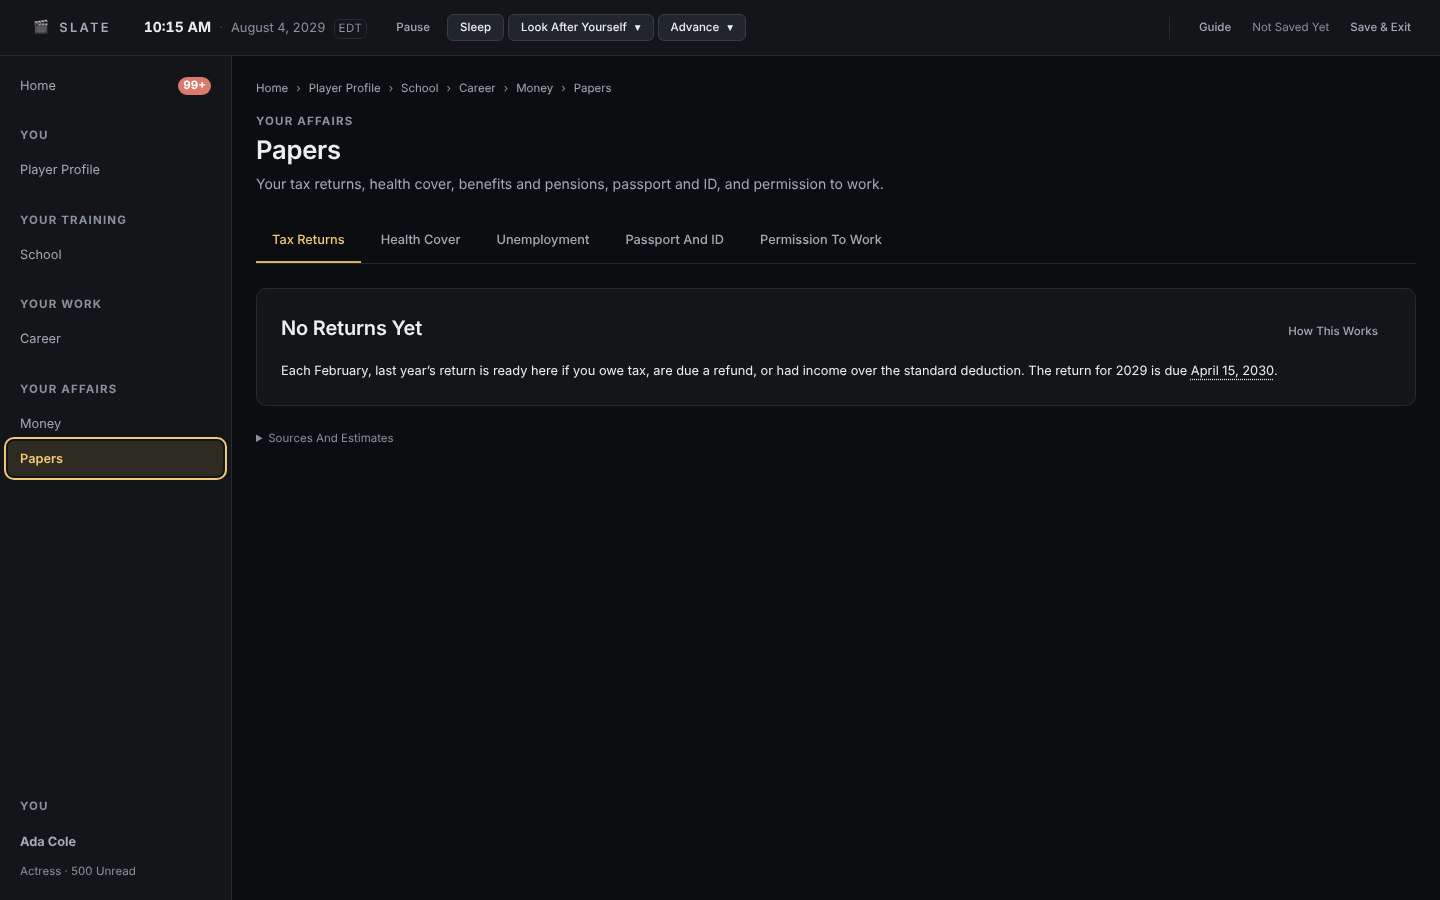 SLATE
10:15 AM · August 4, 2029 EDT
Pause
Sleep
Look After Yourself ▾
Advance ▾
Guide
Not Saved Yet
Save & Exit
Home
99+
YOU
Player Profile
YOUR TRAINING
School
YOUR WORK
Career
YOUR AFFAIRS
Money
Papers
YOU
Ada Cole
Actress · 500 Unread
Home › Player Profile › School › Career › Money › Papers
YOUR AFFAIRS
Papers
Your tax returns, health cover, benefits and pensions, passport and ID, and permission to work.
Tax Returns
Health Cover
Unemployment
Passport And ID
Permission To Work
No Returns Yet
How This Works
Each February, last year’s return is ready here if you owe tax, are due a refund, or had income over the standard deduction. The return for 2029 is due April 15, 2030.
▶ Sources And Estimates